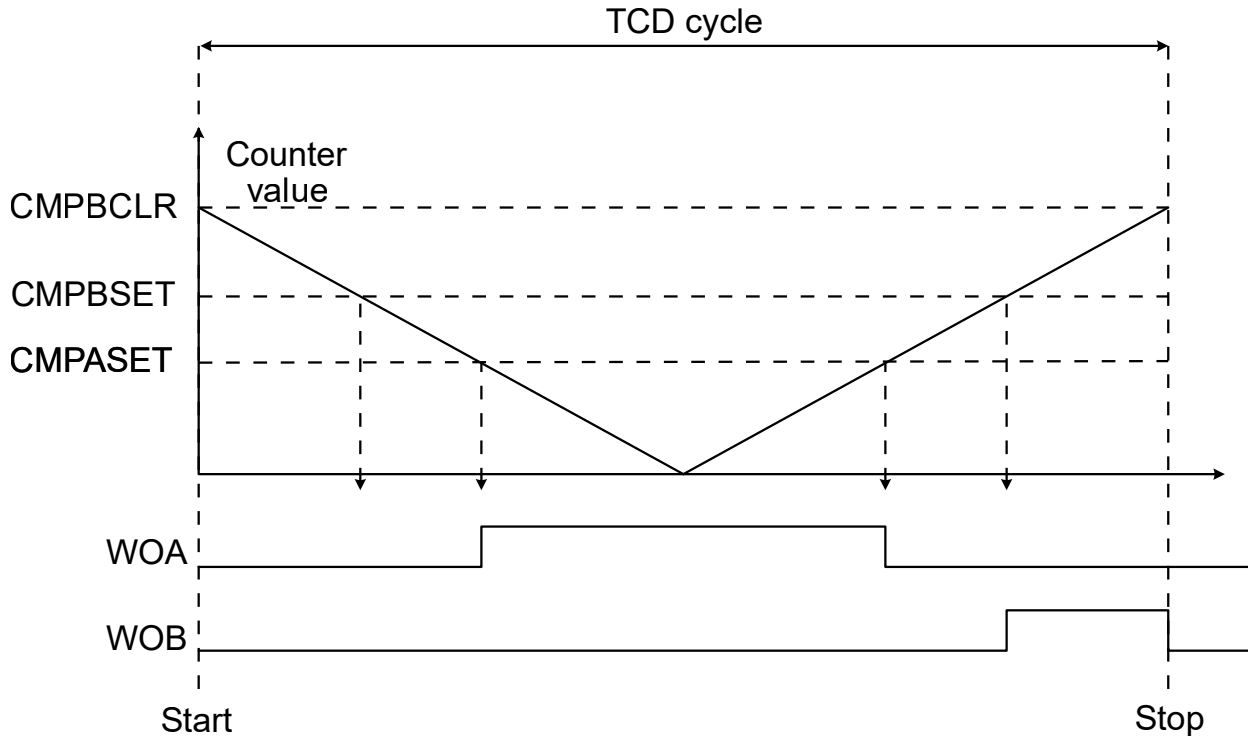 TCD cycle
Counter
value
CMPBCLR
CMPBSET
CMPASET
WOA
WOB
Start
Stop